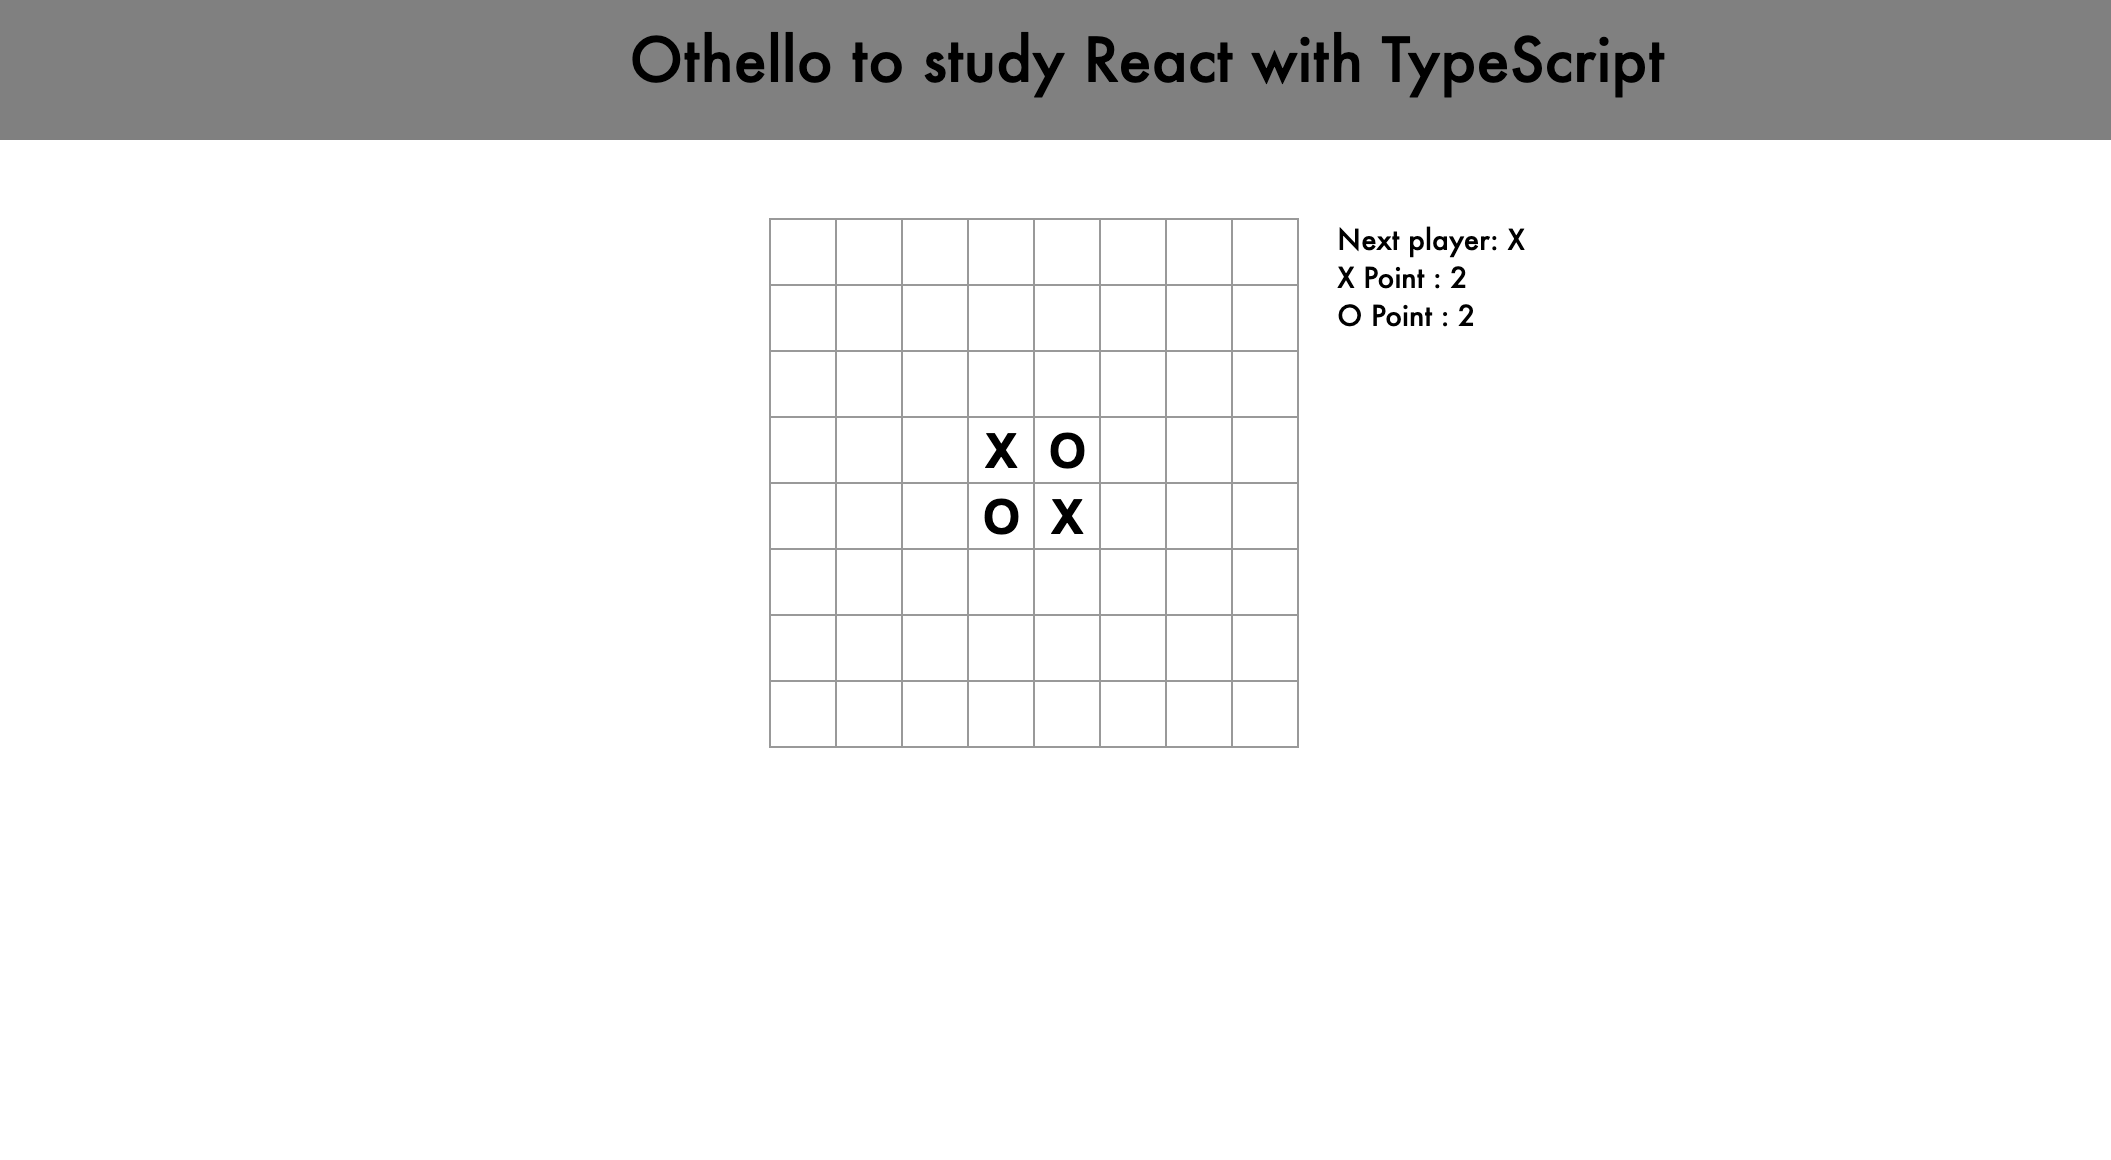 Othello to study React with TypeScript
Next player: X
X Point : 2
O Point : 2
X O
O X